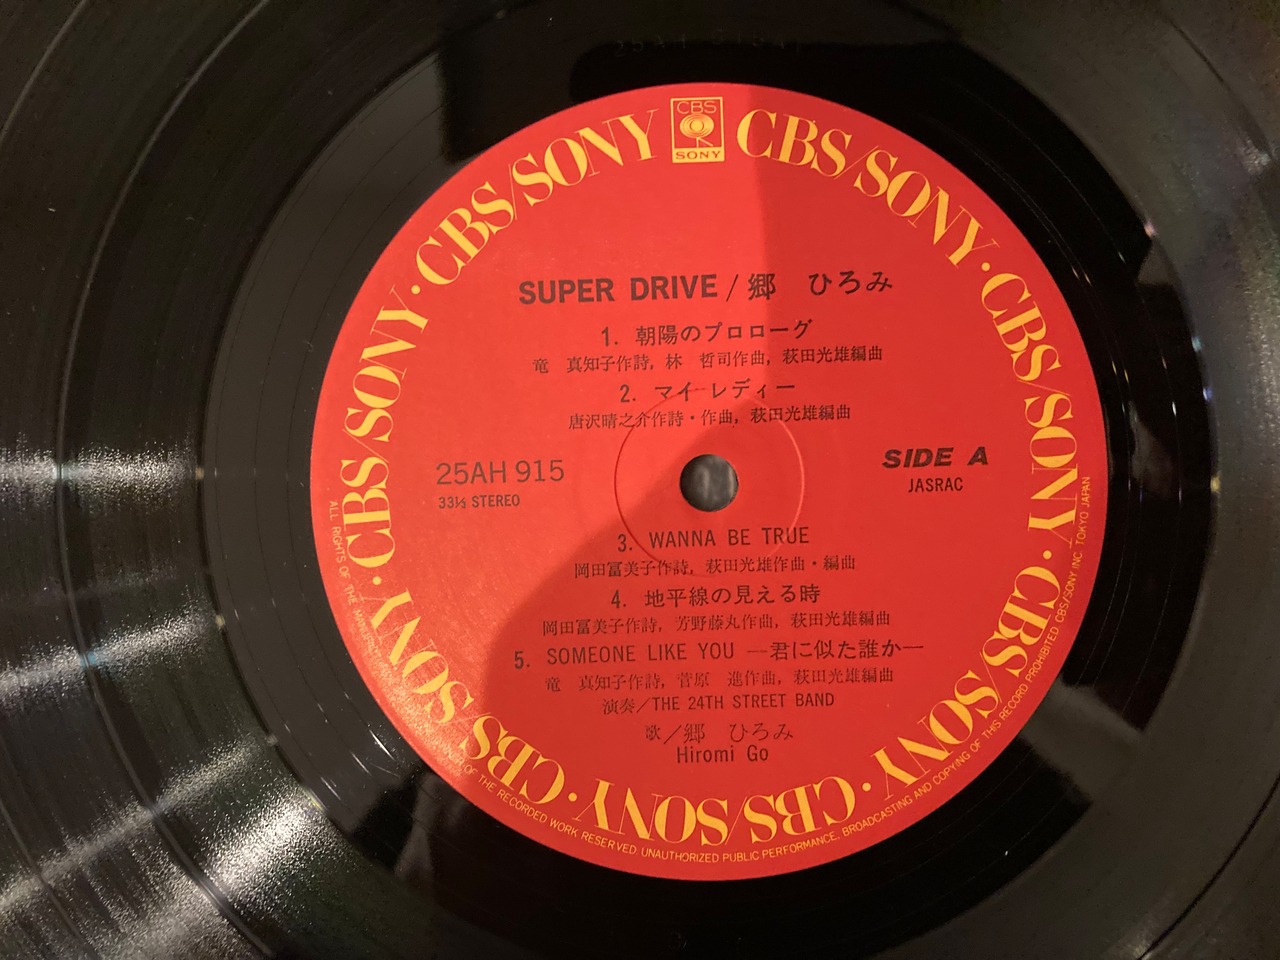 CBS
SONY
CBS/SONY · CBS/SONY · CBS/SONY · CBS/SONY · CBS/SONY · CBS/SONY · CBS/SONY · CBS/SONY
SUPER DRIVE / 郷 ひろみ
1. 朝陽のプロローグ
竜 真知子作詩, 林 哲司作曲, 萩田光雄編曲
2. マイ レディー
唐沢晴之介作詩・作曲, 萩田光雄編曲
25AH 915
33⅓ STEREO
SIDE A
JASRAC
3. WANNA BE TRUE
岡田冨美子作詩, 萩田光雄作曲・編曲
4. 地平線の見える時
岡田冨美子作詩, 芳野藤丸作曲, 萩田光雄編曲
5. SOMEONE LIKE YOU —君に似た誰か—
竜 真知子作詩, 菅原 進作曲, 萩田光雄編曲
演奏/THE 24TH STREET BAND
歌/郷 ひろみ
Hiromi Go
ALL RIGHTS OF THE OF THE RECORDED WORK RESERVED. UNAUTHORIZED PUBLIC PERFORMANCE, BROADCASTING AND COPYING OF THIS RECORD PROHIBITED. CBS/SONY INC. TOKYO JAPAN